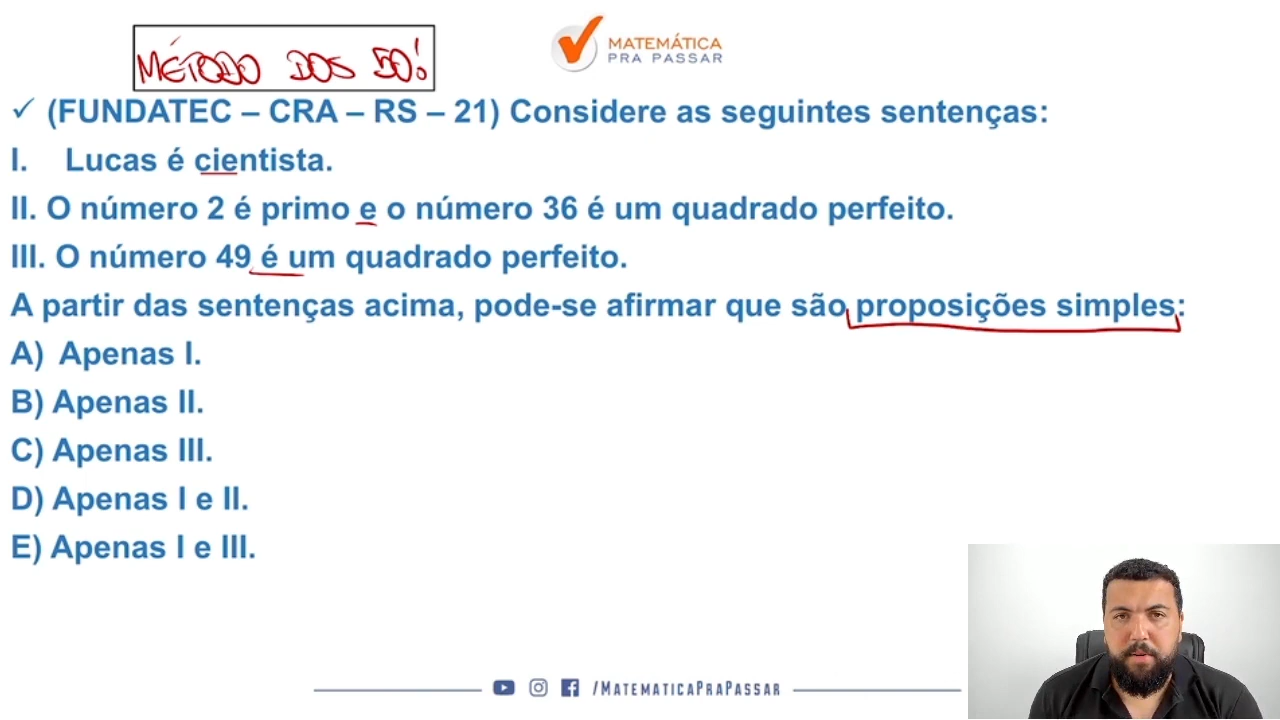 MÉTODO DOS 50!
MATEMÁTICA
PRA PASSAR
✓ (FUNDATEC – CRA – RS – 21) Considere as seguintes sentenças:
I. Lucas é cientista.
II. O número 2 é primo e o número 36 é um quadrado perfeito.
III. O número 49 é um quadrado perfeito.
A partir das sentenças acima, pode-se afirmar que são proposições simples:
A) Apenas I.
B) Apenas II.
C) Apenas III.
D) Apenas I e II.
E) Apenas I e III.
/MATEMATICAPRAPASSAR